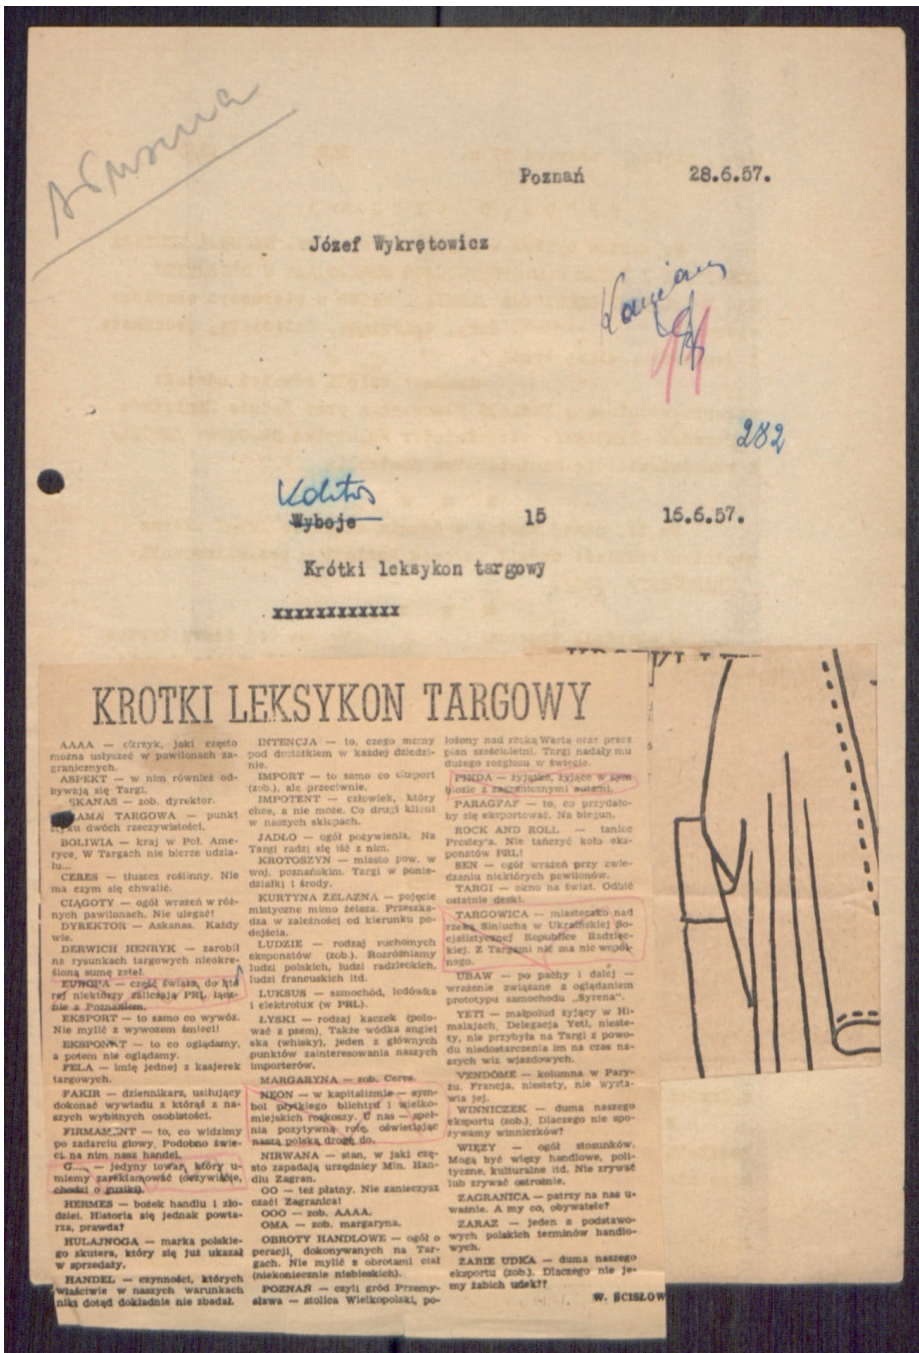 Poznań 28.6.57.
Józef Wykrętowicz
282
Wyboje 15 16.6.57.
Krótki leksykon targowy
xxxxxxxxxxxx
KROTKI LEKSYKON TARGOWY
AAAA — okrzyk, jaki często
można usłyszeć w pawilonach za-
granicznych.
ASPEKT — w nim również od-
bywają się Targi.
ASKANAS — zob. dyrektor.
BRAMA TARGOWA — punkt
styku dwóch rzeczywistości.
BOLIWIA — kraj w Poł. Ame-
ryce. W Targach nie bierze udzia-
łu...
CERES — tłuszcz roślinny. Nie
ma czym się chwalić.
CIĄGOTY — ogół wrażeń w róż-
nych pawilonach. Nie ulegać!
DYREKTOR — Askanas. Każdy
wie.
DERWICH HENRYK — zarobił
na rysunkach targowych nieokre-
śloną sumę zoteł.
EUROPA — część świata, do któ
rej niektórzy zaliczają PRL łącz-
nie z Poznaniem.
EKSPORT — to samo co wywóz.
Nie mylić z wywozem śmieci!
EKSPONAT — to co oglądamy,
a potem nie oglądamy.
FELA — imię jednej z kasjerek
targowych.
FAKIR — dziennikarz, usiłujący
dokonać wywiadu z którąś z na-
szych wybitnych osobistości.
FIRMAMENT — to, co widzimy
po zadarciu głowy. Podobno świe-
ci na nim nasz handel.
G.... — jedyny towar, który u-
miemy zareklamować (oczywiście,
chodzi o guziki).
HERMES — bożek handlu i zło-
dziei. Historia się jednak powta-
rza, prawda?
HULAJNOGA — marka polskie-
go skutera, który się już ukazał
w sprzedaży.
HANDEL — czynności, których
właściwie w naszych warunkach
nikt dotąd dokładnie nie zbadał.
INTENCJA — to, czego mamy
pod dostatkiem w każdej dziedzi-
nie.
IMPORT — to samo co eksport
(zob.), ale przeciwnie.
IMPOTENT — człowiek, który
chce, a nie może. Co drugi klient
w naszych sklepach.
JADŁO — ogół pożywienia. Na
Targi radzi się iść z nim.
KROTOSZYN — miasto pow. w
woj. poznańskim. Targi w ponie-
działki i środy.
KURTYNA ŻELAZNA — pojęcie
mistyczne mimo żelaza. Przeszka-
dza w zależności od kierunku po-
dejścia.
LUDZIE — rodzaj ruchomych
eksponatów (zob.). Rozróżniamy
ludzi polskich, ludzi radzieckich,
ludzi francuskich itd.
LUKSUS — samochód, lodówka
i elektrolux (w PRL).
ŁYSKI — rodzaj kaczek (polo-
wać z psem). Także wódka angiel
ska (whisky), jeden z głównych
punktów zainteresowania naszych
importerów.
MARGARYNA — zob. Ceres.
NEON — w kapitalizmie — sym-
bol płytkiego blichtru i wielko-
miejskich rozkoszy. U nas — speł-
nia pozytywną rolę, oświetlając
naszą polską drogę do.
NIRWANA — stan, w jaki czę-
sto zapadają urzędnicy Min. Han-
dlu Zagran.
OO — też płatny. Nie zanieczysz
czać! Zagranica!
OOO — zob. AAAA.
OMA — zob. margaryna.
OBROTY HANDLOWE — ogół o
peracji, dokonywanych na Tar-
gach. Nie mylić z obrotami ciał
(niekoniecznie niebieskich).
POZNAŃ — czyli gród Przemy-
sława — stolica Wielkopolski, po-
łożony nad rzeką Wartą oraz przez
plan sześcioletni. Targi nadały mu
dużego rozgłosu w świecie.
PINDA — żyjątko, żyjące w sym
biozie z zagranicznymi autami.
PARAGRAF — to, co przydało-
by się eksportować. Na biegun.
ROCK AND ROLL — taniec
Presley'a. Nie tańczyć koło eks-
ponatów PRL!
SEN — ogół wrażeń przy zwie-
dzaniu niektórych pawilonów.
TARGI — okno na świat. Odbić
ostatnie deski.
TARGOWICA — miasteczko nad
rzeką Siniucha w Ukraińskiej So-
cjalistycznej Republice Radziec-
kiej. Z Targami nie ma nic wspól-
nego.
UBAW — po pachy i dalej —
wrażenie związane z oglądaniem
prototypu samochodu „Syrena".
YETI — małpolud żyjący w Hi-
malajach. Delegacja Yeti, nieste-
ty, nie przybyła na Targi z powo-
du niedostarczenia im na czas na-
szych wiz wjazdowych.
VENDÔME — kolumna w Pary-
żu. Francja, niestety, nie wysta-
wia jej.
WINNICZEK — duma naszego
eksportu (zob.). Dlaczego nie spo-
żywamy winniczków?
WIĘZY — ogół stosunków.
Mogą być więzy handlowe, poli-
tyczne, kulturalne itd. Nie zrywać
lub zrywać ostrożnie.
ZAGRANICA — patrzy na nas u-
ważnie. A my co, obywatele?
ZARAZ — jeden z podstawo-
wych polskich terminów handlo-
wych.
ŻABIE UDKA — duma naszego
eksportu (zob.). Dlaczego nie je-
my żabich udek??
W. ŚCISŁOW